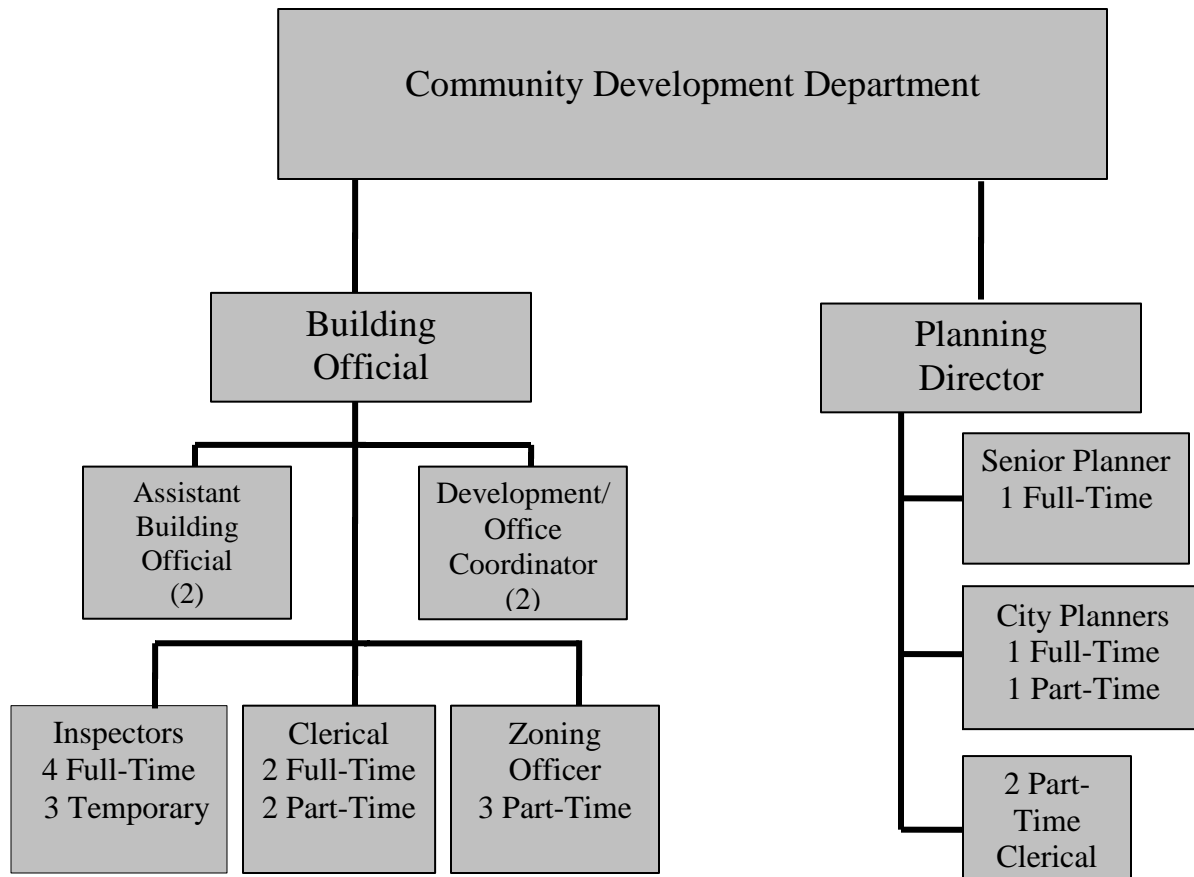 Community Development Department
Building
Official
Planning
Director
Assistant
Building
Official
(2)
Development/
Office
Coordinator
(2)
Senior Planner
1 Full-Time
City Planners
1 Full-Time
1 Part-Time
Inspectors
4 Full-Time
3 Temporary
Clerical
2 Full-Time
2 Part-Time
Zoning
Officer
3 Part-Time
2 Part-
Time
Clerical